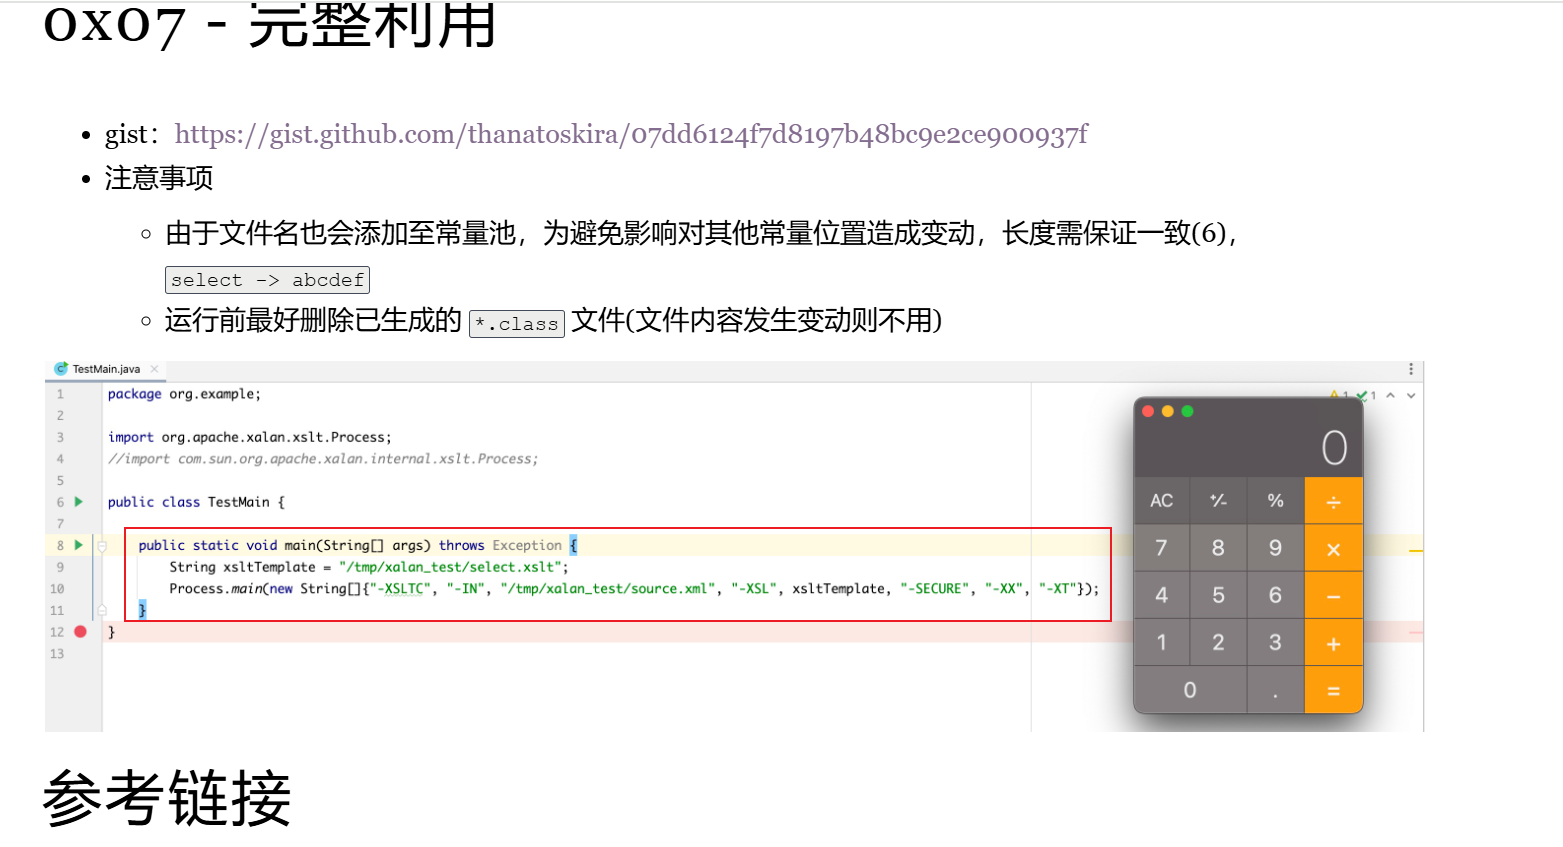 0x07 - 完整利用
• gist：https://gist.github.com/thanatoskira/07dd6124f7d8197b48bc9e2ce900937f
• 注意事项
◦ 由于文件名也会添加至常量池，为避免影响对其他常量位置造成变动，长度需保证一致(6)，
select -> abcdef
◦ 运行前最好删除已生成的 *.class 文件(文件内容发生变动则不用)
TestMain.java
1 package org.example;
2
3 import org.apache.xalan.xslt.Process;
4 //import com.sun.org.apache.xalan.internal.xslt.Process;
5
6 public class TestMain {
7
8 public static void main(String[] args) throws Exception {
9 String xsltTemplate = "/tmp/xalan_test/select.xslt";
10 Process.main(new String[]{"-XSLTC", "-IN", "/tmp/xalan_test/source.xml", "-XSL", xsltTemplate, "-SECURE", "-XX", "-XT"});
11 }
12 }
13
1 1
0
AC +/- % ÷
7 8 9 ×
4 5 6 −
1 2 3 +
0 . =
参考链接